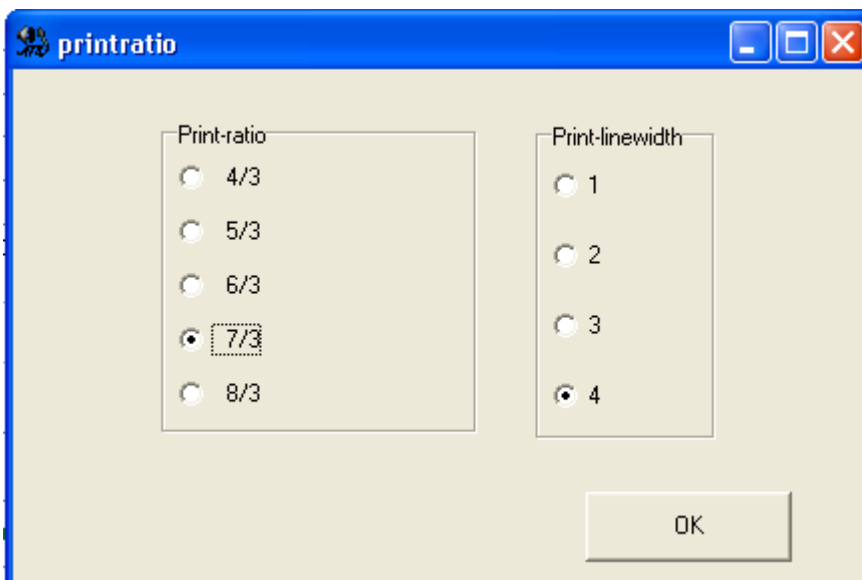 printratio
Print-ratio
4/3
5/3
6/3
7/3
8/3
Print-linewidth
1
2
3
4
OK